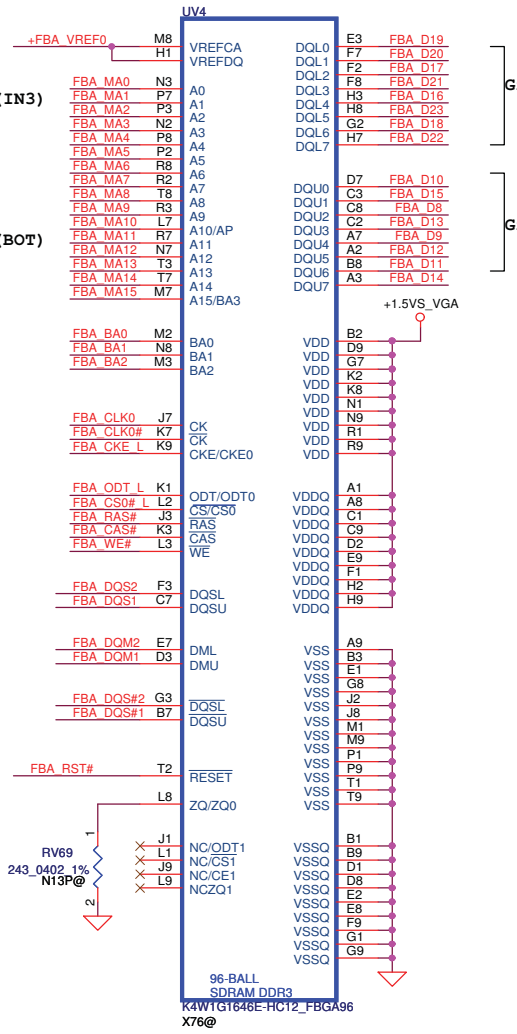 UV4
+FBA_VREF0 M8 VREFCA DQL0 E3 FBA_D19
H1 VREFDQ DQL1 F7 FBA_D20
DQL2 F2 FBA_D17
(IN3) FBA_MA0 N3 A0 DQL3 F8 FBA_D21
FBA_MA1 P7 A1 DQL4 H3 FBA_D16
FBA_MA2 P3 A2 DQL5 H8 FBA_D23
FBA_MA3 N2 A3 DQL6 G2 FBA_D18
FBA_MA4 P8 A4 DQL7 H7 FBA_D22
G
FBA_MA5 P2 A5
FBA_MA6 R8 A6
FBA_MA7 R2 A7 DQU0 D7 FBA_D10
FBA_MA8 T8 A8 DQU1 C3 FBA_D15
FBA_MA9 R3 A9 DQU2 C8 FBA_D8
FBA_MA10 L7 A10/AP DQU3 C2 FBA_D13
(BOT) FBA_MA11 R7 A11 DQU4 A7 FBA_D9
FBA_MA12 N7 A12 DQU5 A2 FBA_D12
FBA_MA13 T3 A13 DQU6 B8 FBA_D11
FBA_MA14 T7 A14 DQU7 A3 FBA_D14
G
FBA_MA15 M7 A15/BA3
+1.5VS_VGA
FBA_BA0 M2 BA0 VDD B2
FBA_BA1 N8 BA1 VDD D9
FBA_BA2 M3 BA2 VDD G7
VDD K2
VDD K8
VDD N1
FBA_CLK0 J7 CK VDD N9
FBA_CLK0# K7 CK VDD R1
FBA_CKE_L K9 CKE/CKE0 VDD R9
FBA_ODT_L K1 ODT/ODT0 VDDQ A1
FBA_CS0#_L L2 CS/CS0 VDDQ A8
FBA_RAS# J3 RAS VDDQ C1
FBA_CAS# K3 CAS VDDQ C9
FBA_WE# L3 WE VDDQ D2
VDDQ E9
VDDQ F1
FBA_DQS2 F3 DQSL VDDQ H2
FBA_DQS1 C7 DQSU VDDQ H9
FBA_DQM2 E7 DML VSS A9
FBA_DQM1 D3 DMU VSS B3
VSS E1
VSS G8
FBA_DQS#2 G3 DQSL VSS J2
FBA_DQS#1 B7 DQSU VSS J8
VSS M1
VSS M9
VSS P1
FBA_RST# T2 RESET VSS P9
VSS T1
L8 ZQ/ZQ0 VSS T9
1
J1 NC/ODT1 VSSQ B1
RV69 L1 NC/CS1 VSSQ B9
243_0402_1% J9 NC/CE1 VSSQ D1
N13P@ L9 NCZQ1 VSSQ D8
2
VSSQ E2
VSSQ E8
VSSQ F9
VSSQ G1
VSSQ G9
96-BALL
SDRAM DDR3
K4W1G1646E-HC12_FBGA96
X76@